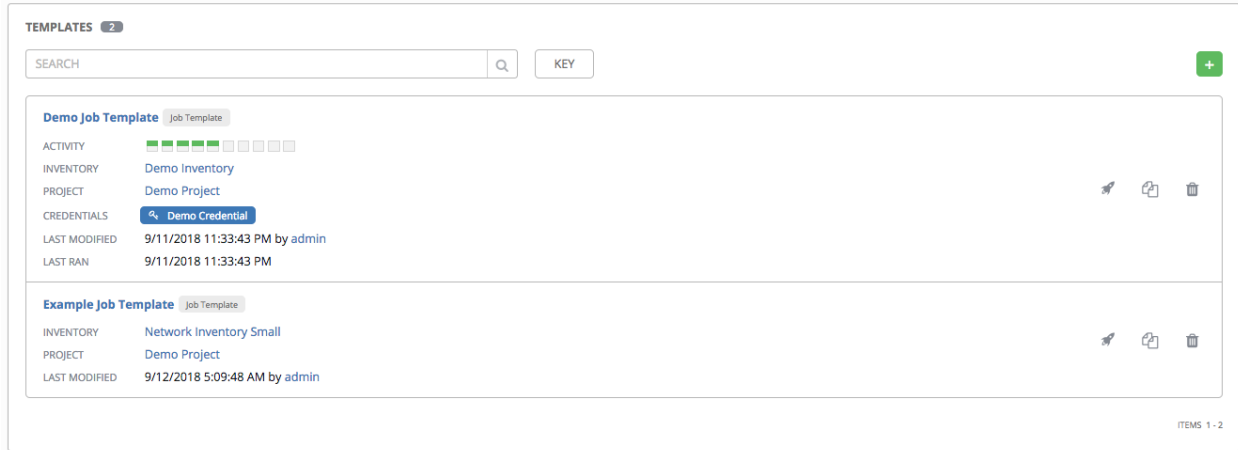 TEMPLATES 2
SEARCH KEY +
Demo Job Template Job Template
ACTIVITY
INVENTORY Demo Inventory
PROJECT Demo Project
CREDENTIALS Demo Credential
LAST MODIFIED 9/11/2018 11:33:43 PM by admin
LAST RAN 9/11/2018 11:33:43 PM
Example Job Template Job Template
INVENTORY Network Inventory Small
PROJECT Demo Project
LAST MODIFIED 9/12/2018 5:09:48 AM by admin
ITEMS 1 - 2